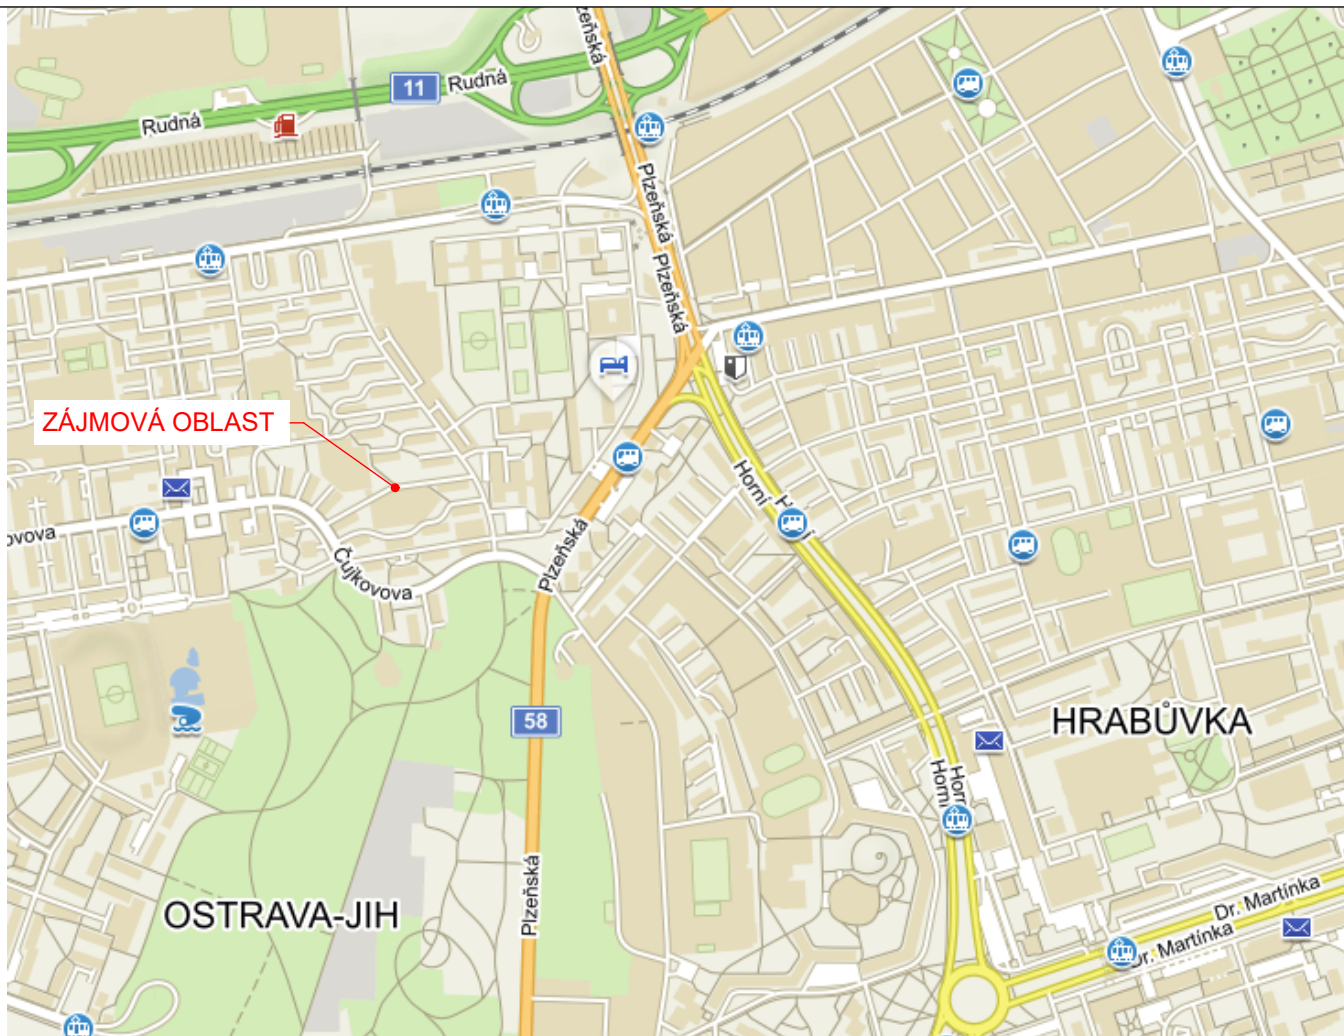 Plzeňská
11
Rudná
Rudná
Plzeňská
Plzeňská
ZÁJMOVÁ OBLAST
Horní
Čujkovova
Plzeňská
58
HRABŮVKA
Horní
Plzeňská
OSTRAVA-JIH
Dr. Martínka
Dr. Martínka